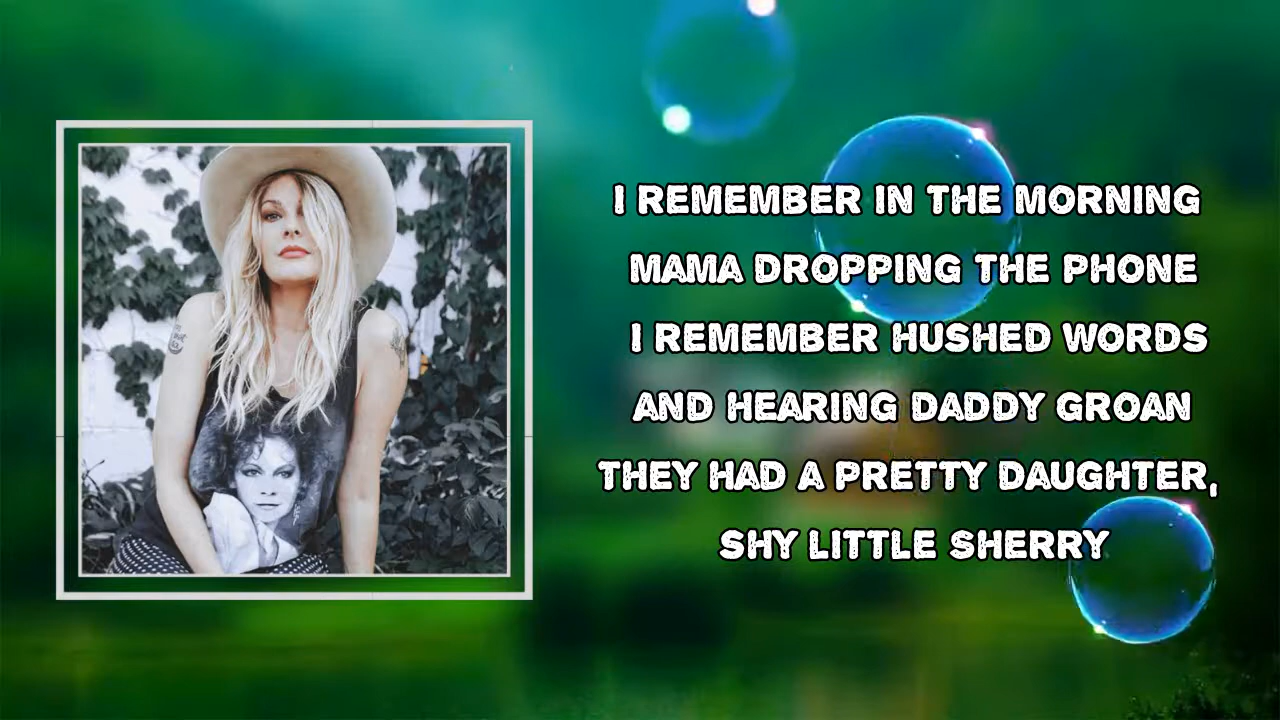 I REMEMBER IN THE MORNING
MAMA DROPPING THE PHONE
I REMEMBER HUSHED WORDS
AND HEARING DADDY GROAN
THEY HAD A PRETTY DAUGHTER,
SHY LITTLE SHERRY